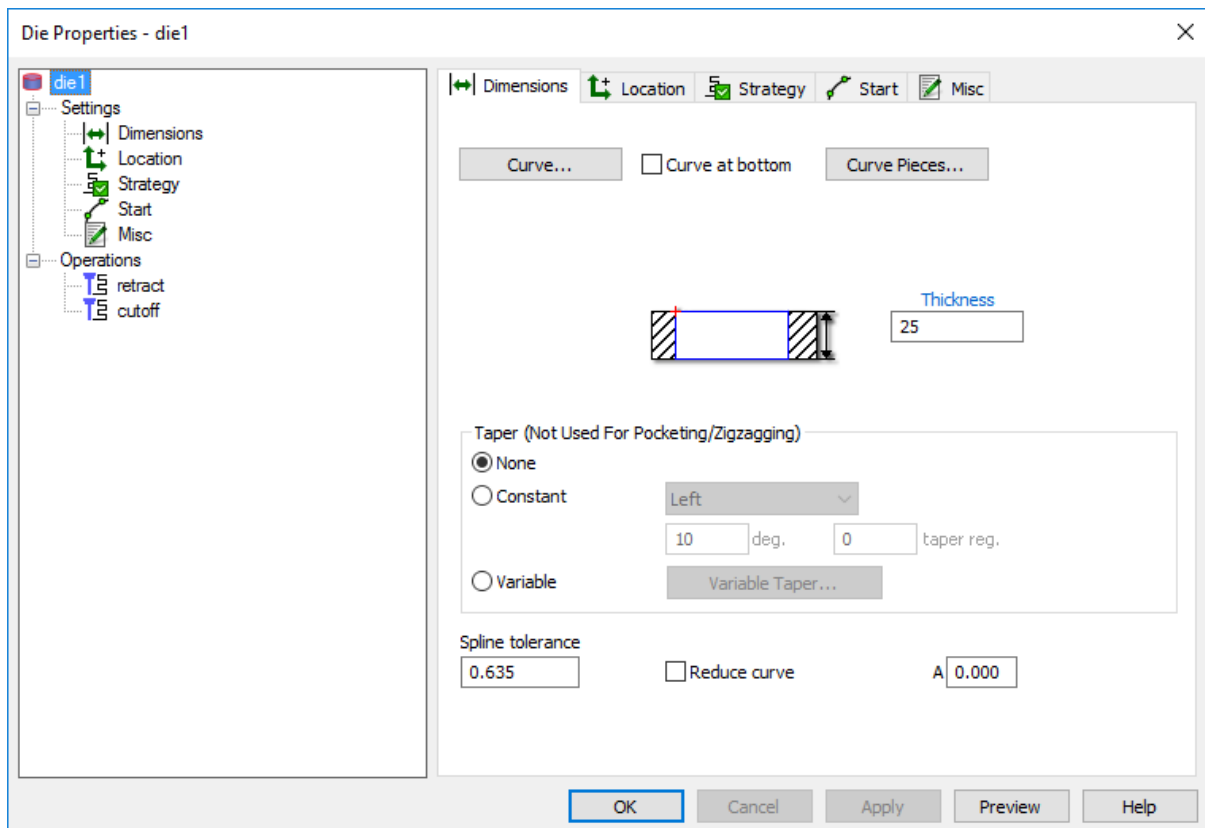 Die Properties - die1
die1
Settings
Dimensions
Location
Strategy
Start
Misc
Operations
retract
cutoff
Dimensions Location Strategy Start Misc
Curve... Curve at bottom Curve Pieces...
Thickness
25
Taper (Not Used For Pocketing/Zigzagging)
None
Constant Left
10 deg. 0 taper reg.
Variable Variable Taper...
Spline tolerance
0.635 Reduce curve A 0.000
OK Cancel Apply Preview Help